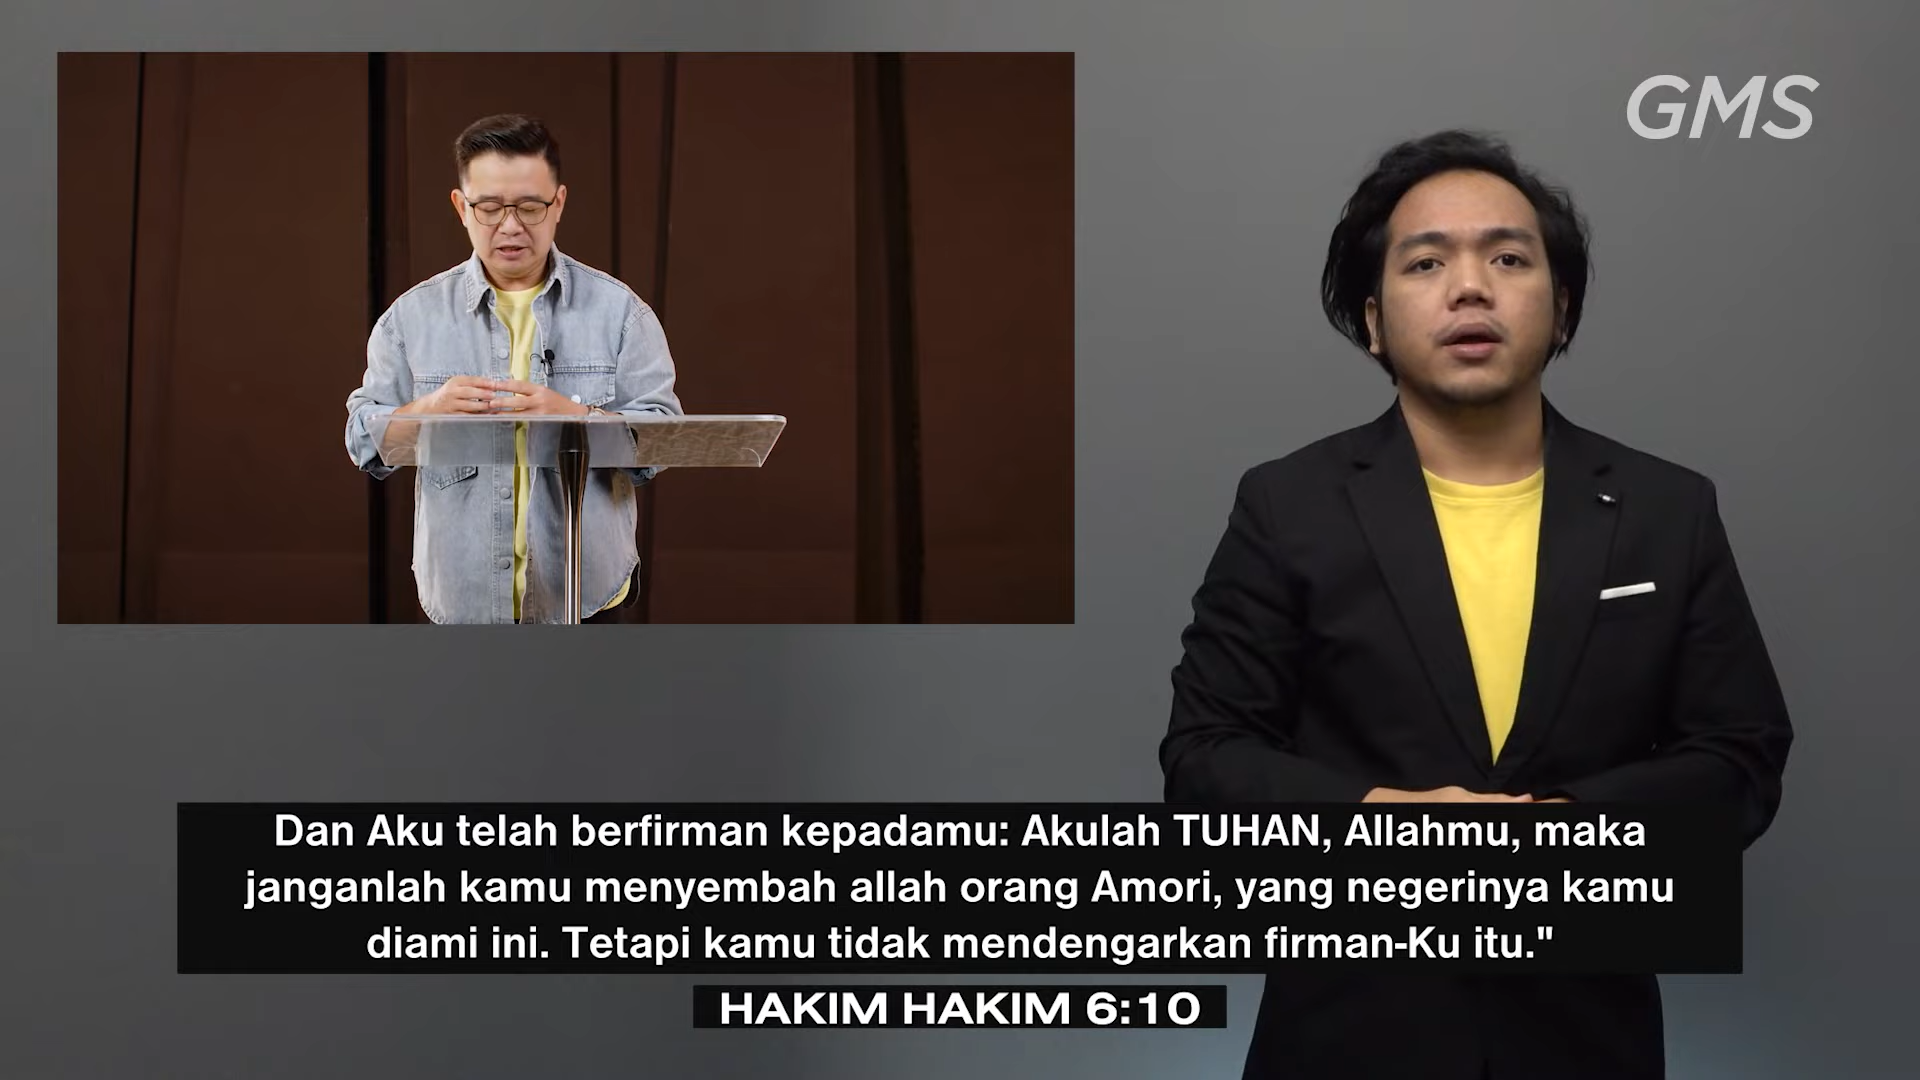 GMS
Dan Aku telah berfirman kepadamu: Akulah TUHAN, Allahmu, maka
janganlah kamu menyembah allah orang Amori, yang negerinya kamu
diami ini. Tetapi kamu tidak mendengarkan firman-Ku itu."
HAKIM HAKIM 6:10